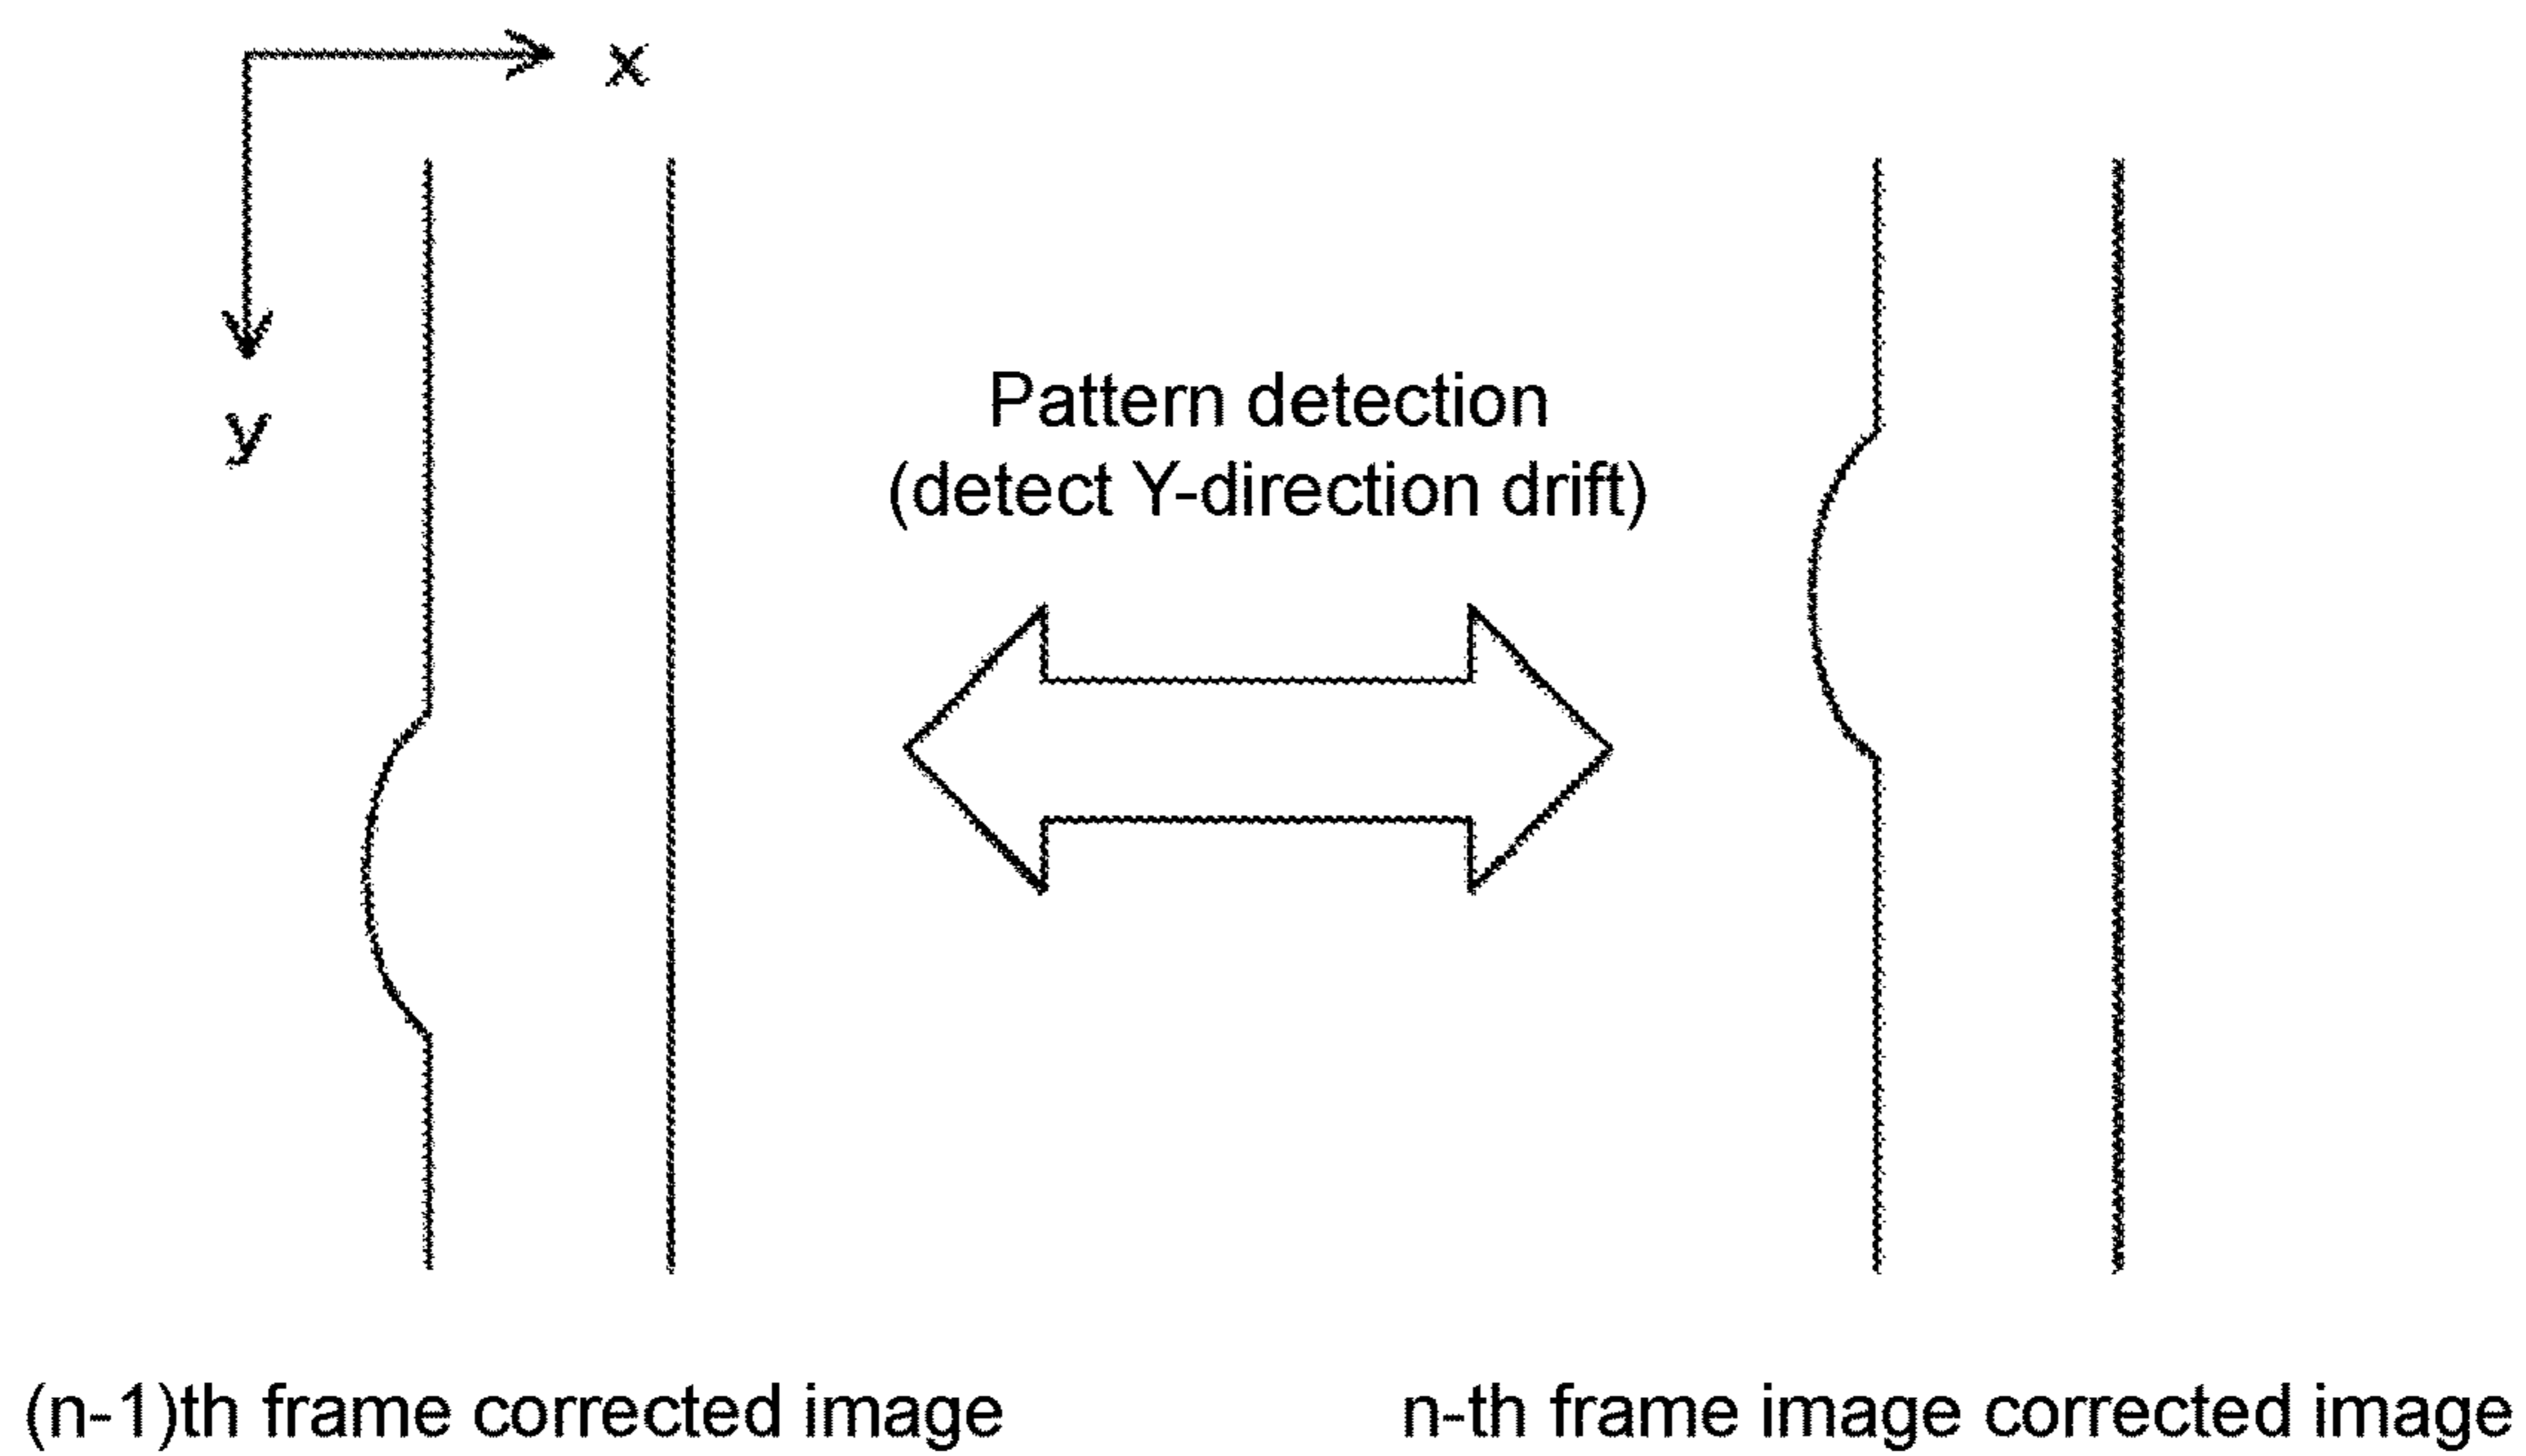 x
y
Pattern detection
(detect Y-direction drift)
(n-1)th frame corrected image
n-th frame image corrected image